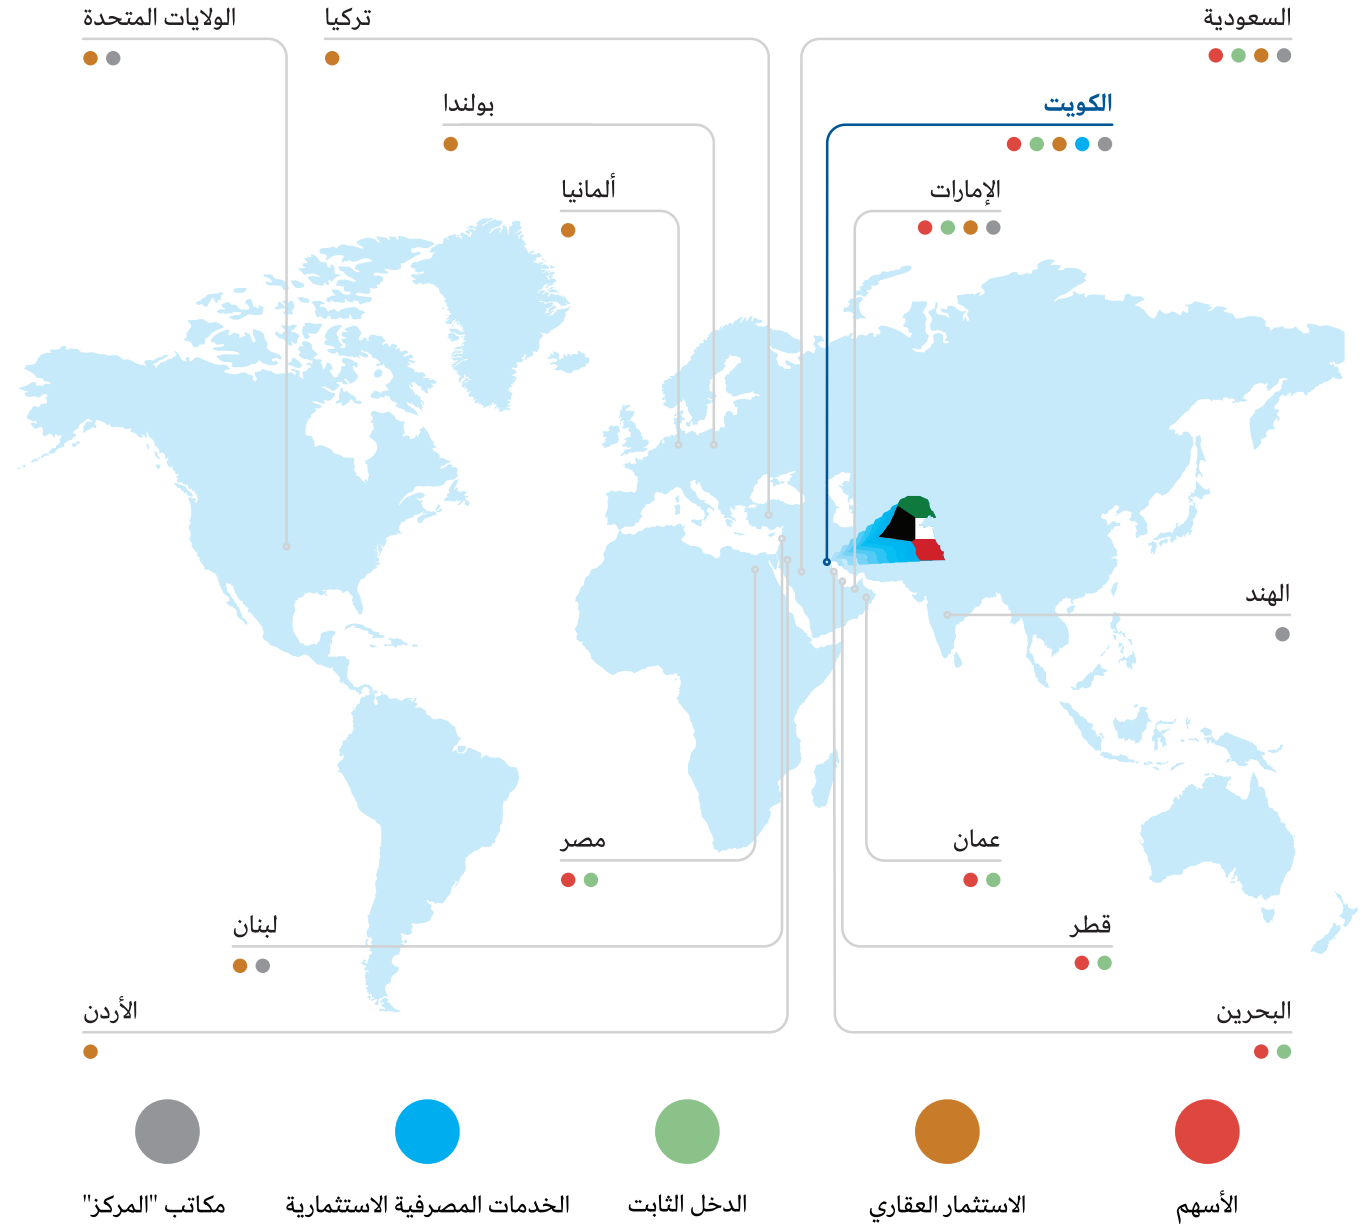 السعودية
تركيا
الولايات المتحدة
الكويت
بولندا
الإمارات
ألمانيا
الهند
عمان
مصر
قطر
لبنان
البحرين
الأردن
الأسهم
الاستثمار العقاري
الدخل الثابت
الخدمات المصرفية الاستثمارية
مكاتب "المركز"